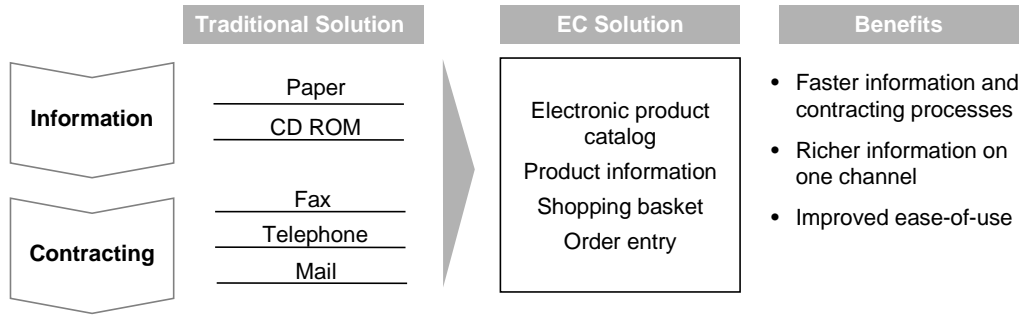 Traditional Solution
EC Solution
Benefits
Information
Paper
CD ROM
Contracting
Fax
Telephone
Mail
Electronic product
catalog
Product information
Shopping basket
Order entry
• Faster information and
contracting processes
• Richer information on
one channel
• Improved ease-of-use